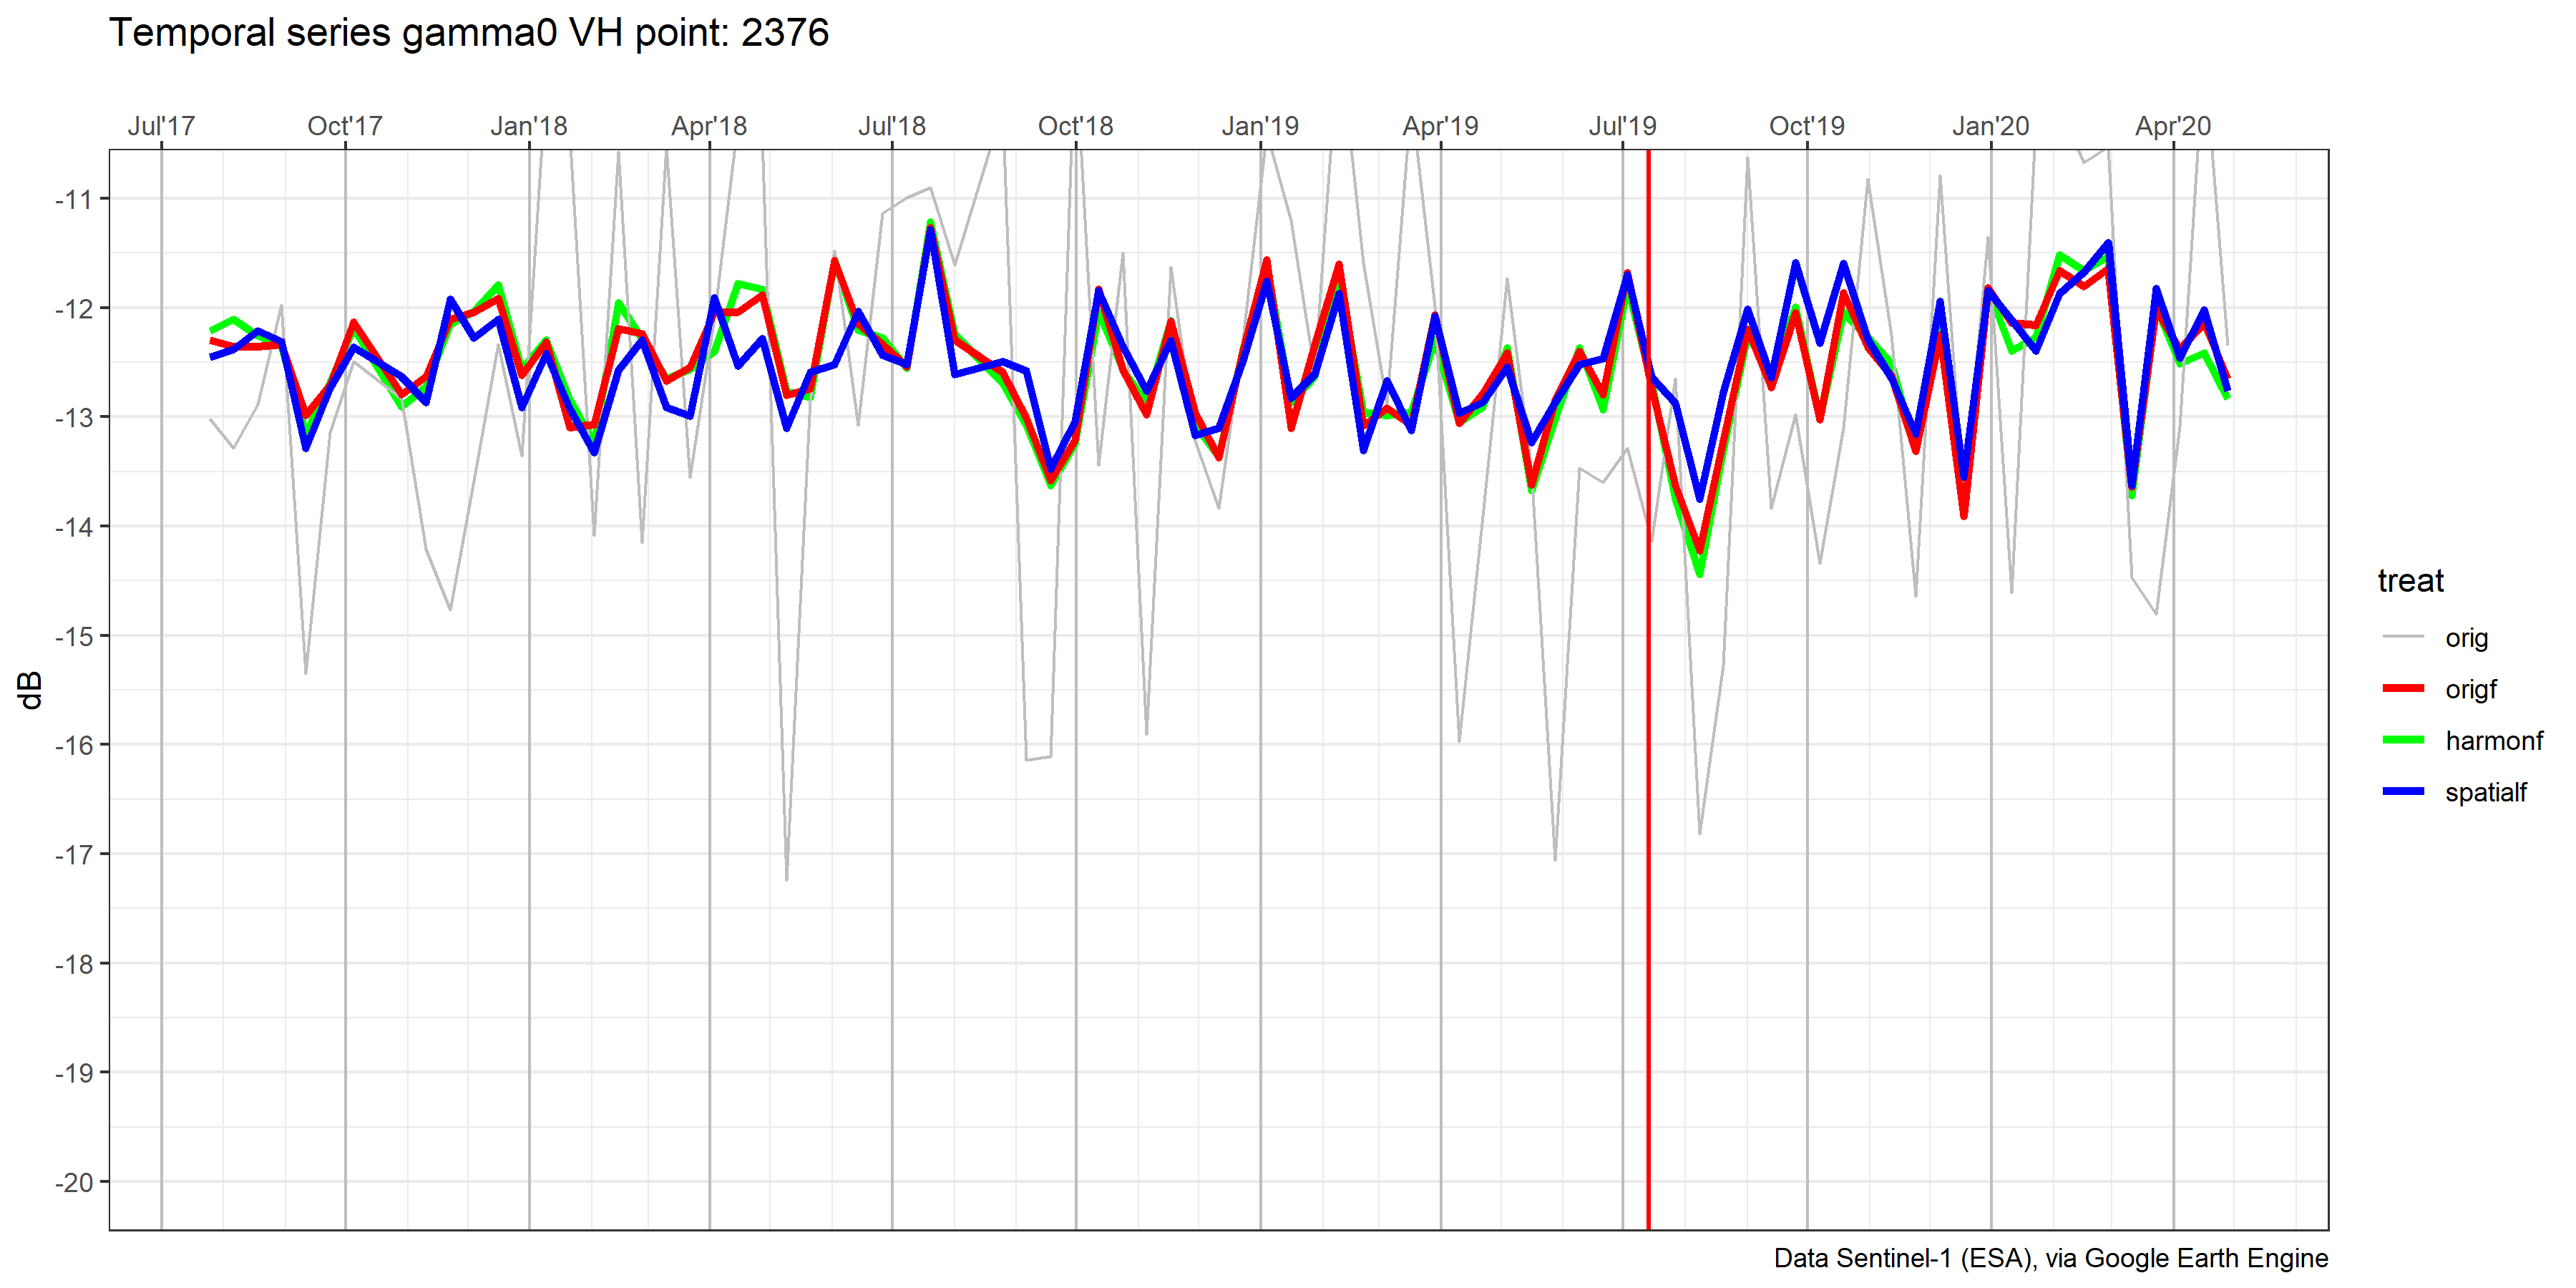 Temporal series gamma0 VH point: 2376
Jul'17 Oct'17 Jan'18 Apr'18 Jul'18 Oct'18 Jan'19 Apr'19 Jul'19 Oct'19 Jan'20 Apr'20
-11
-12
-13
-14
-15
-16
-17
-18
-19
-20
dB
treat
orig
origf
harmonf
spatialf
Data Sentinel-1 (ESA), via Google Earth Engine